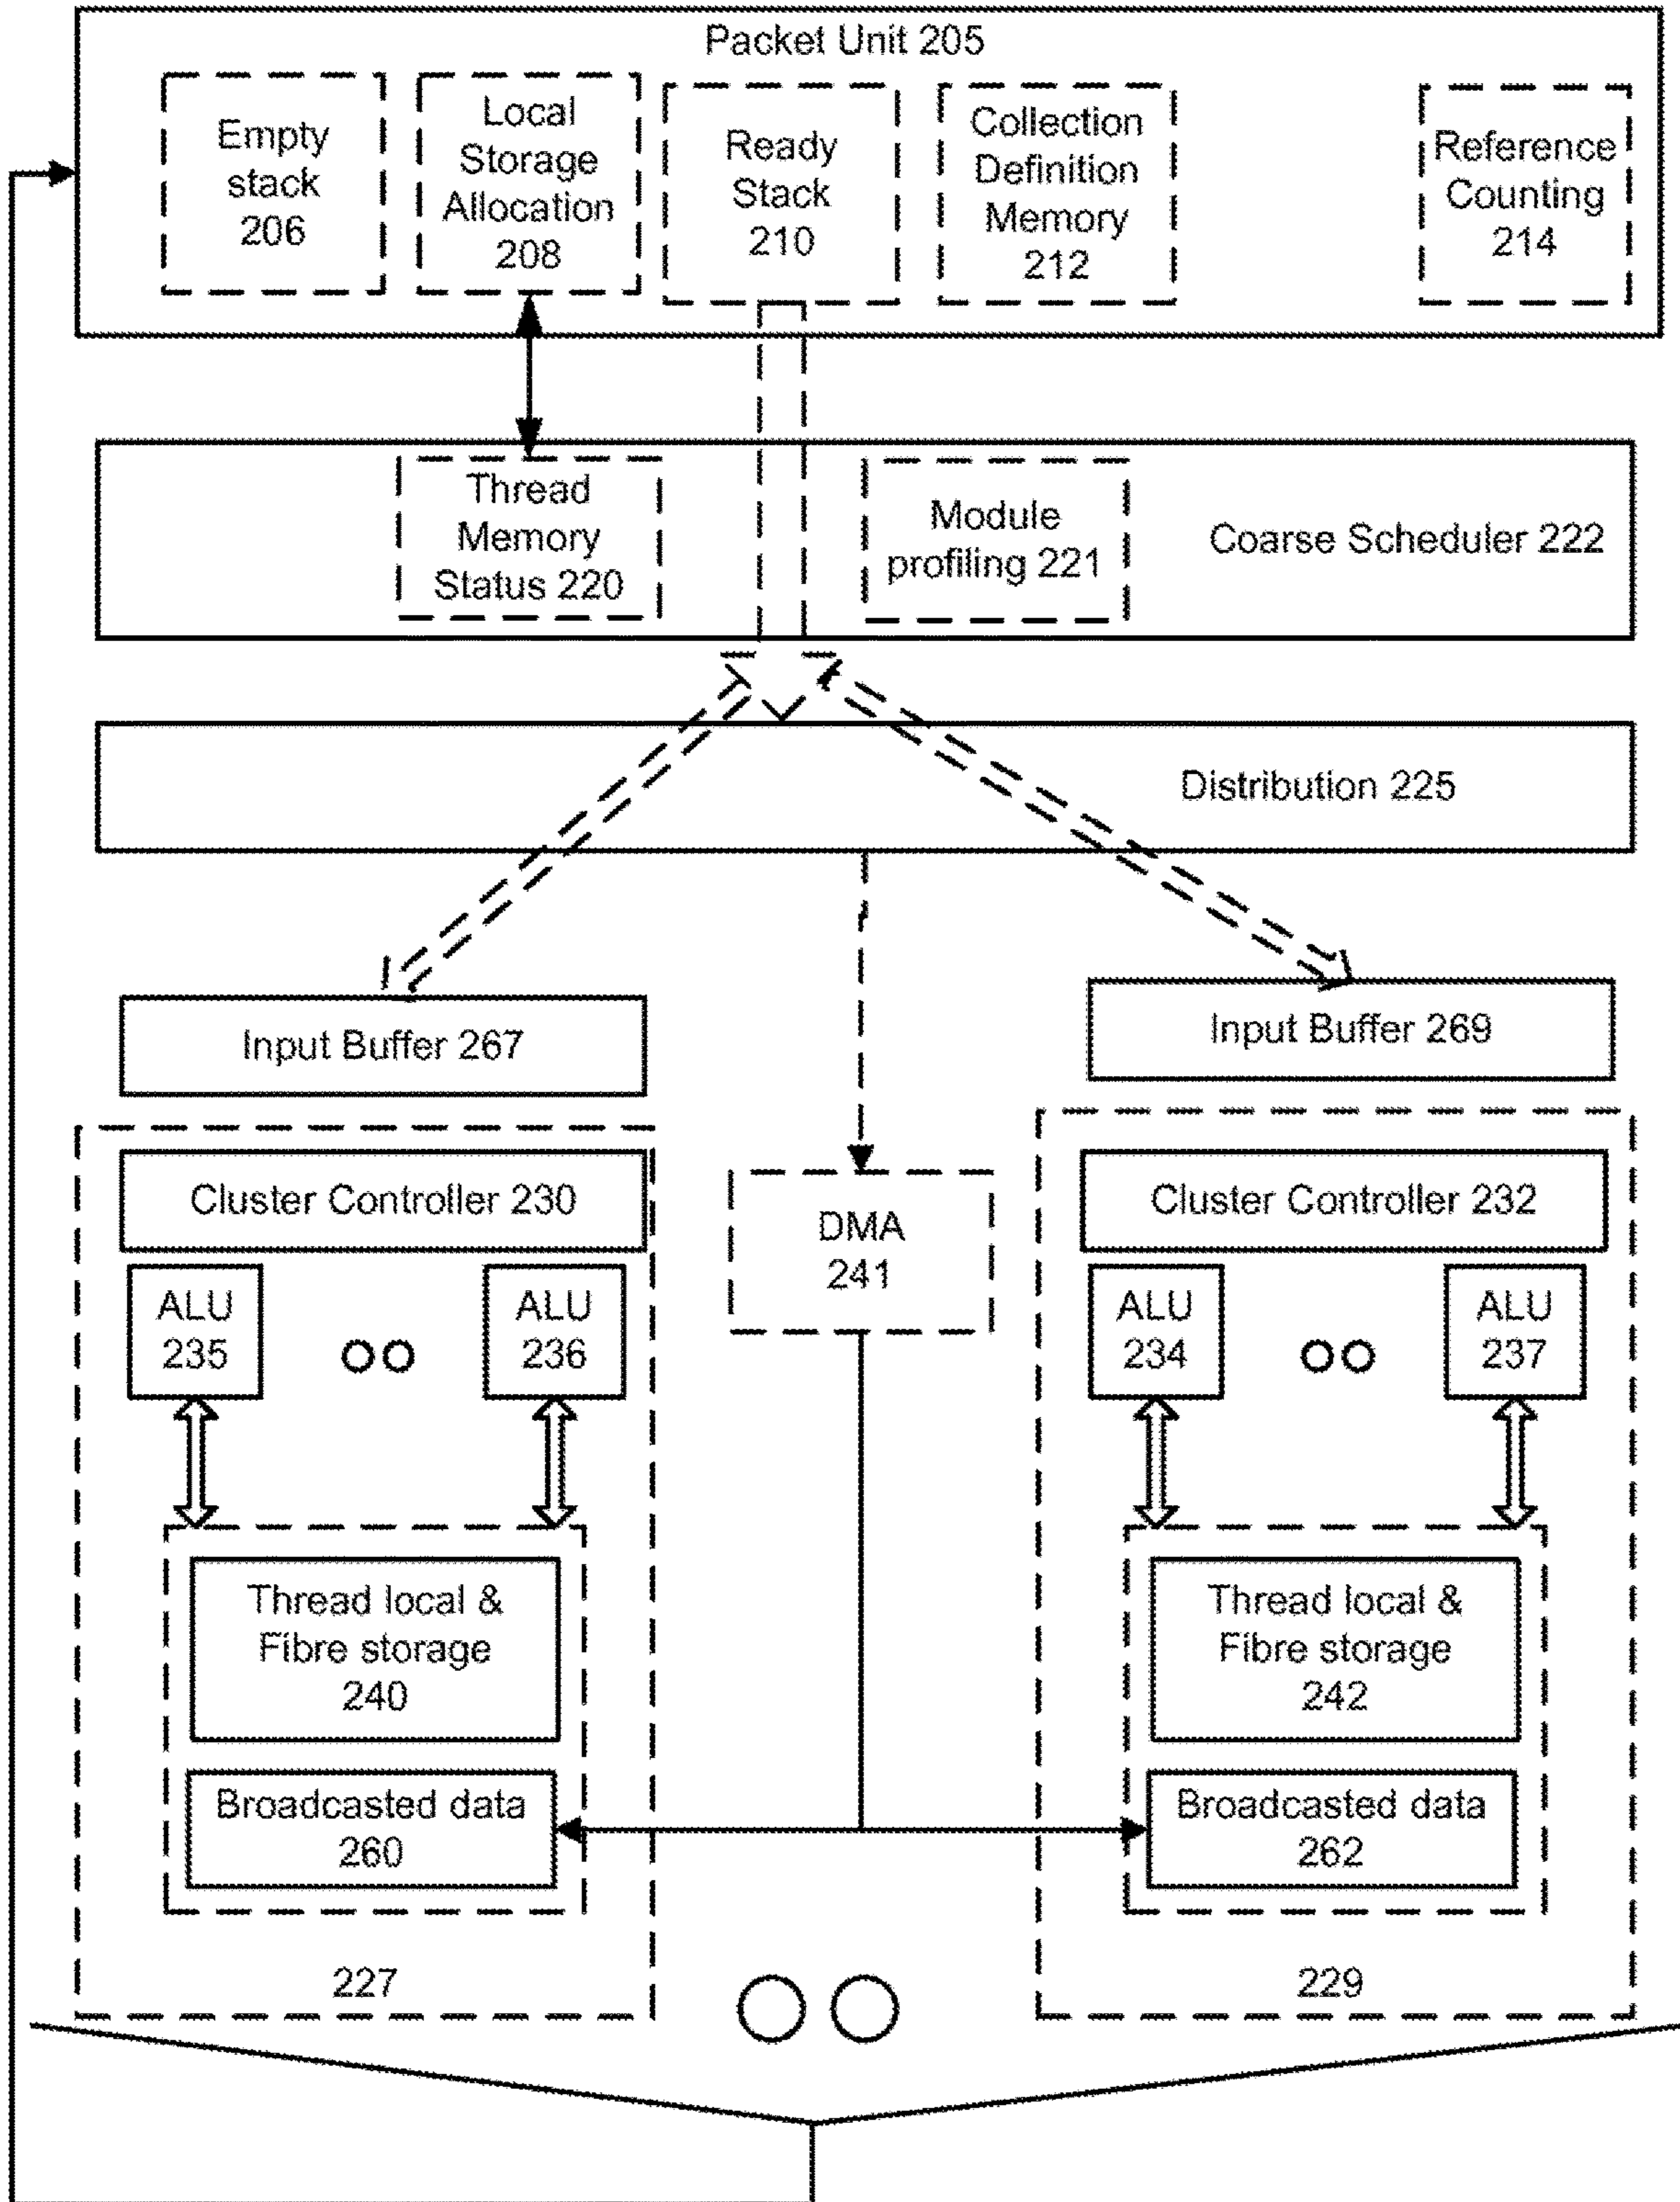 Packet Unit 205
Empty
stack
206
Local
Storage
Allocation
208
Ready
Stack
210
Collection
Definition
Memory
212
Reference
Counting
214
Thread
Memory
Status 220
Module
profiling 221
Coarse Scheduler 222
Distribution 225
Input Buffer 267
Input Buffer 269
Cluster Controller 230
DMA
241
Cluster Controller 232
ALU
235
ALU
236
ALU
234
ALU
237
Thread local &
Fibre storage
240
Thread local &
Fibre storage
242
Broadcasted data
260
Broadcasted data
262
227
229